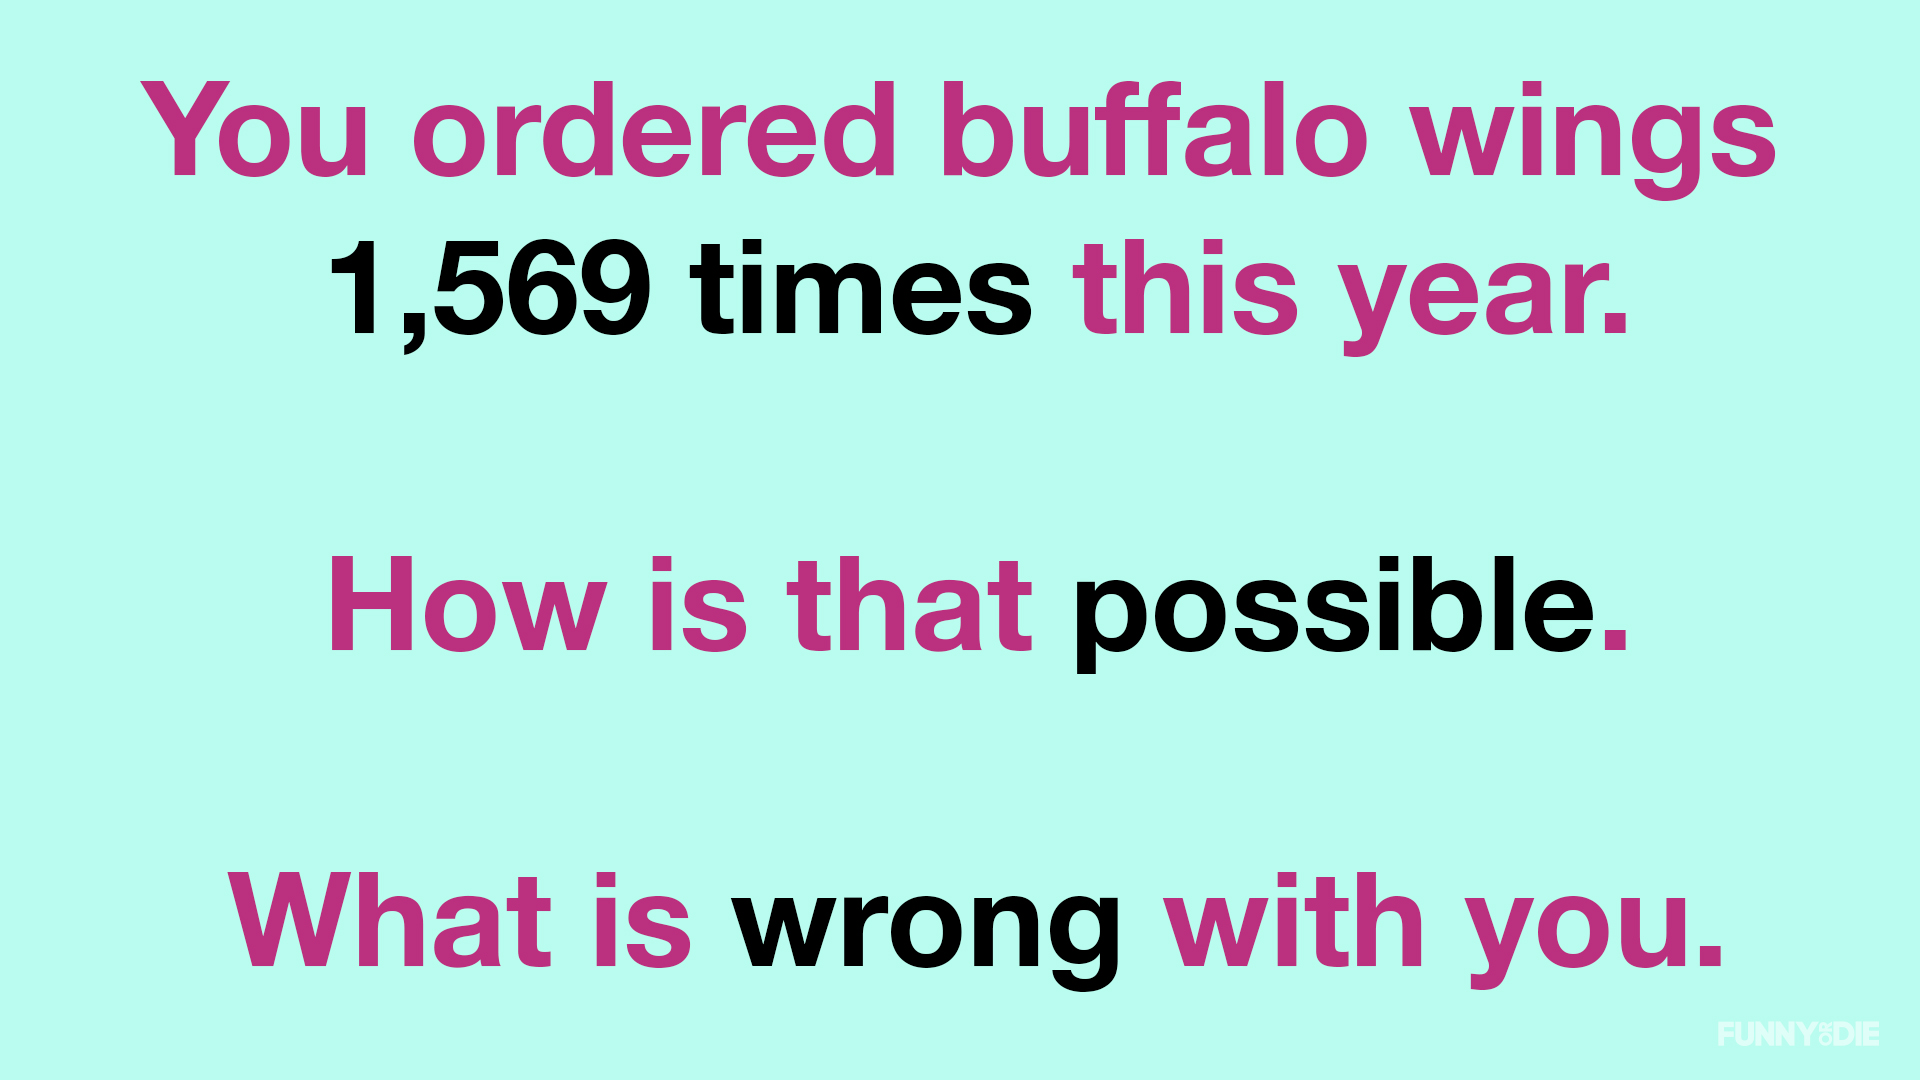 You ordered buffalo wings
1,569 times this year.
How is that possible.
What is wrong with you.
FUNNY OR DIE